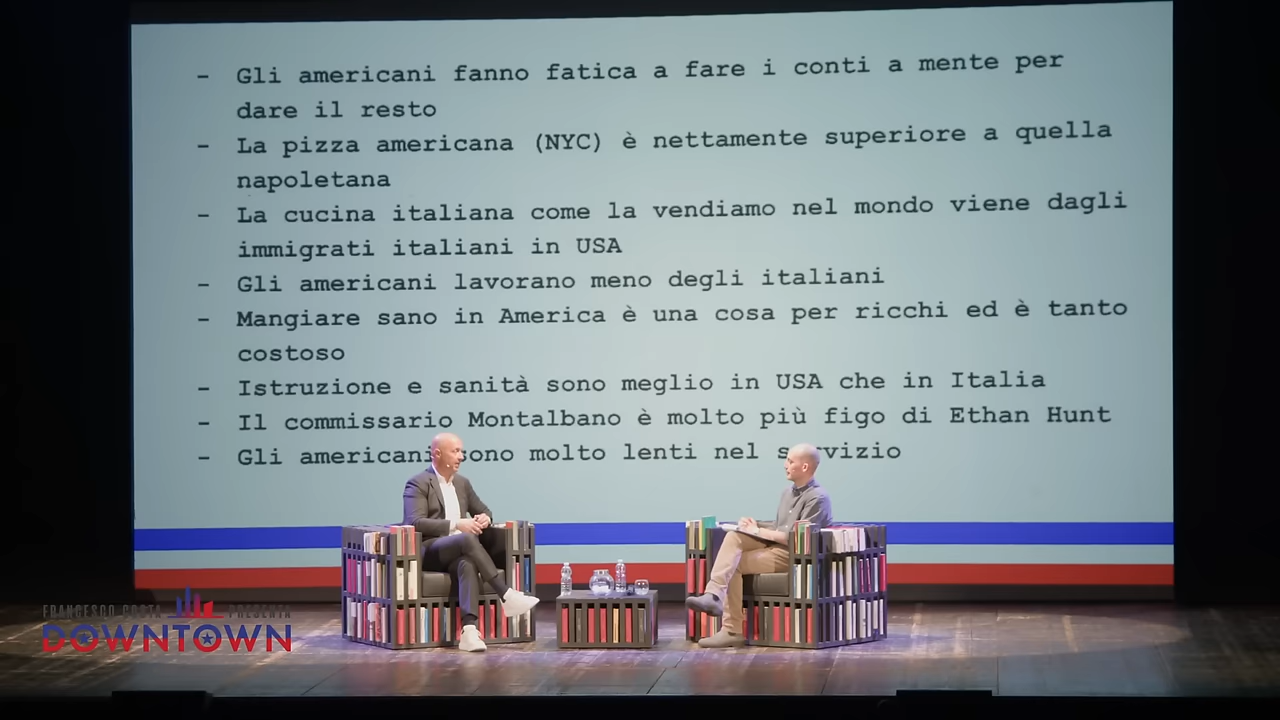 - Gli americani fanno fatica a fare i conti a mente per
dare il resto
- La pizza americana (NYC) è nettamente superiore a quella
napoletana
- La cucina italiana come la vendiamo nel mondo viene dagli
immigrati italiani in USA
- Gli americani lavorano meno degli italiani
- Mangiare sano in America è una cosa per ricchi ed è tanto
costoso
- Istruzione e sanità sono meglio in USA che in Italia
- Il commissario Montalbano è molto più figo di Ethan Hunt
- Gli americani sono molto lenti nel servizio
FRANCESCO COSTA PRESENTA
DOWNTOWN